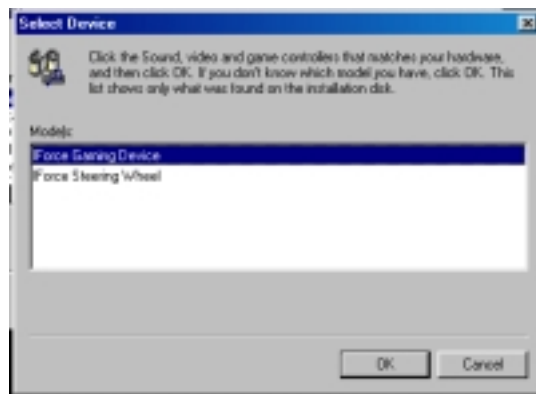 Select Device
Click the Sound, video and game controllers that matches your hardware,
and then click OK. If you don't know which model you have, click OK. This
list shows only what was found on the installation disk.
Models:
IForce Gaming Device
IForce Steering Wheel
OK
Cancel